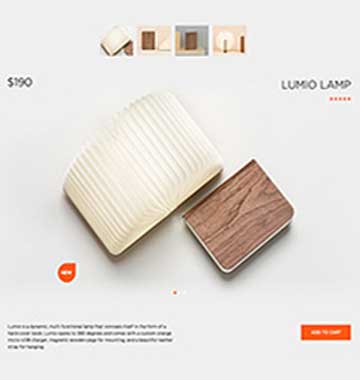 $190
LUMIO LAMP
NEW
Lumio is a dynamic, multi-functional lamp that conceals itself in the form of a
hard-cover book. Lumio opens to 360 degrees and comes with a custom orange
micro-USB charger, magnetic wooden pegs for mounting, and a beautiful leather
strap for hanging.
ADD TO CART